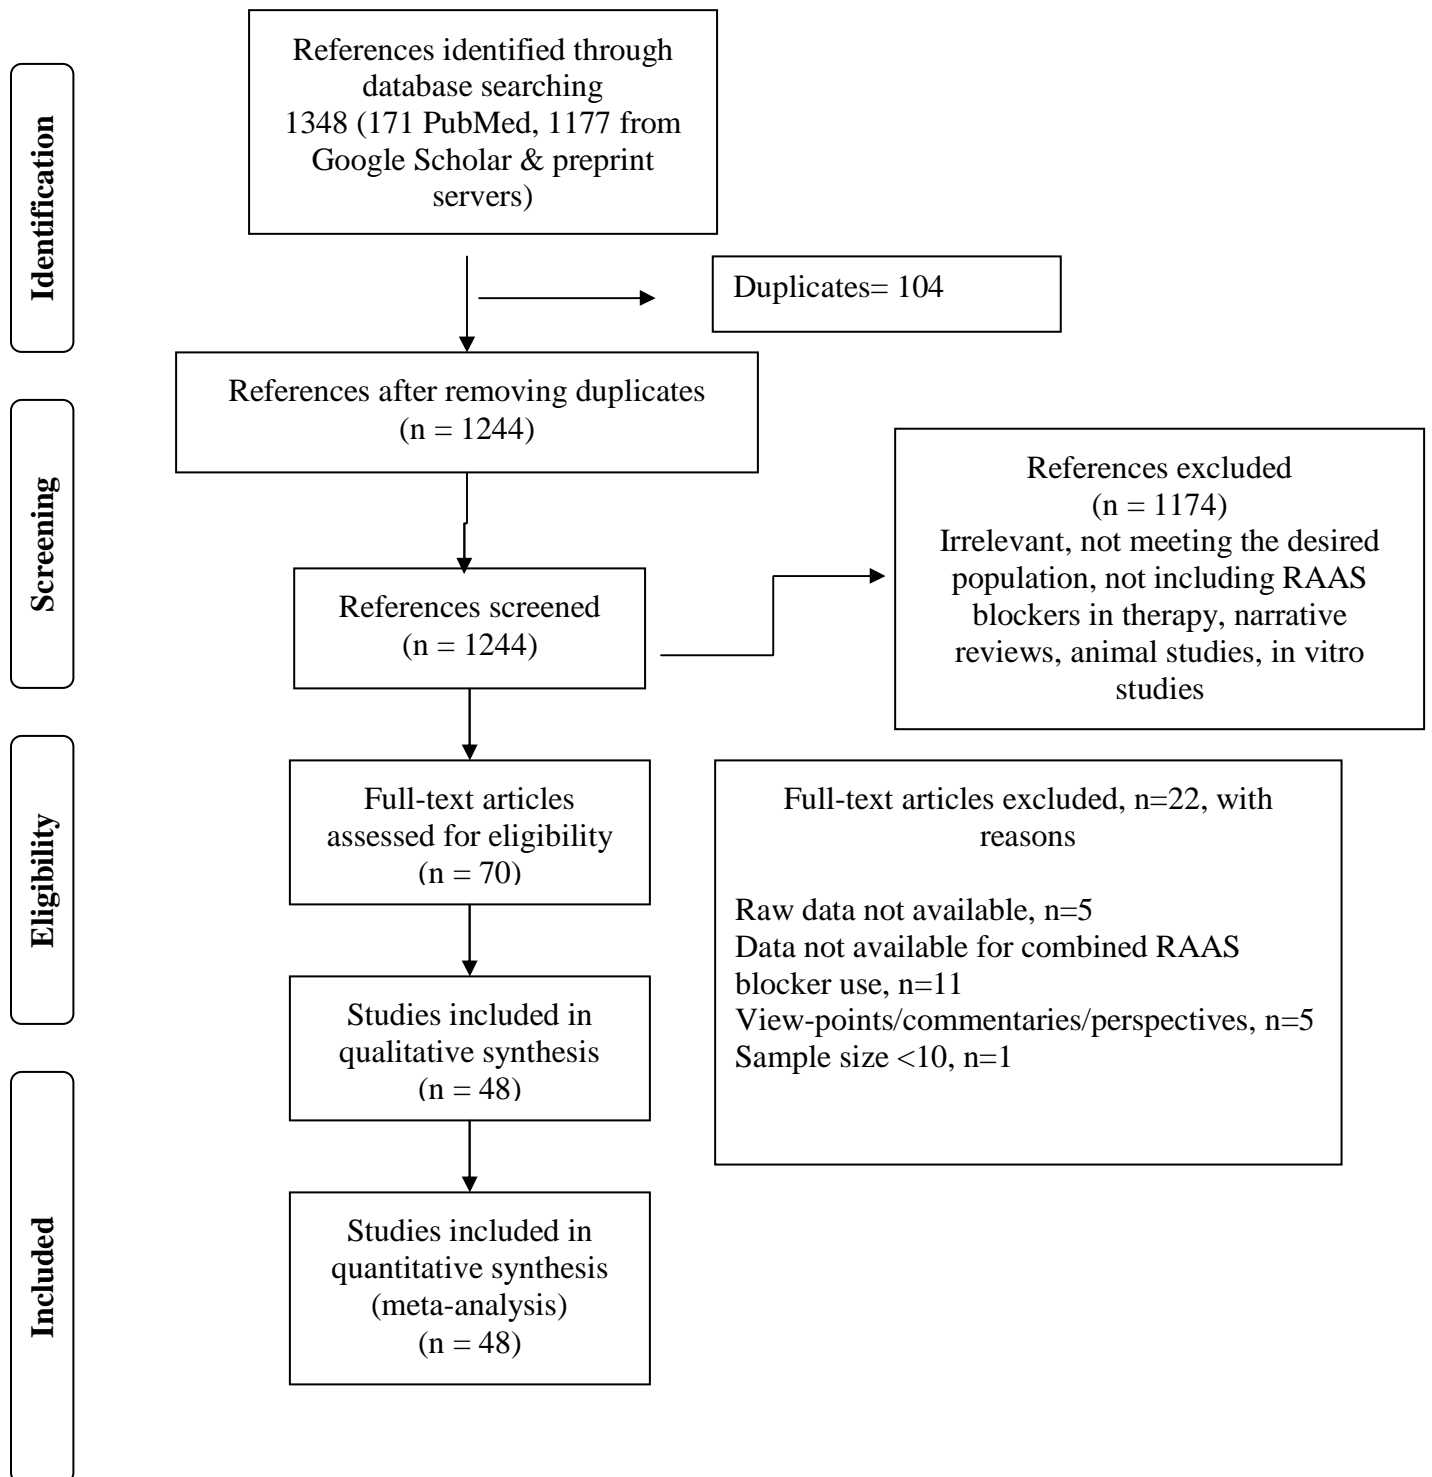 Identification
References identified through
database searching
1348 (171 PubMed, 1177 from
Google Scholar & preprint
servers)
Duplicates= 104
References after removing duplicates
(n = 1244)
Screening
References screened
(n = 1244)
References excluded
(n = 1174)
Irrelevant, not meeting the desired
population, not including RAAS
blockers in therapy, narrative
reviews, animal studies, in vitro
studies
Eligibility
Full-text articles
assessed for eligibility
(n = 70)
Full-text articles excluded, n=22, with
reasons
Raw data not available, n=5
Data not available for combined RAAS
blocker use, n=11
View-points/commentaries/perspectives, n=5
Sample size <10, n=1
Studies included in
qualitative synthesis
(n = 48)
Included
Studies included in
quantitative synthesis
(meta-analysis)
(n = 48)